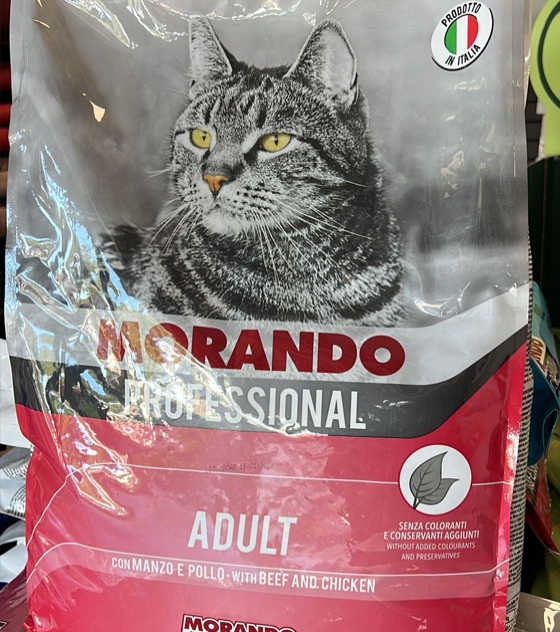 PRODOTTO
IN ITALIA
MORANDO
PROFESSIONAL
SENZA COLORANTI
E CONSERVANTI AGGIUNTI
WITHOUT ADDED COLOURANTS
AND PRESERVATIVES
ADULT
CON MANZO E POLLO · WITH BEEF AND CHICKEN
MORANDO